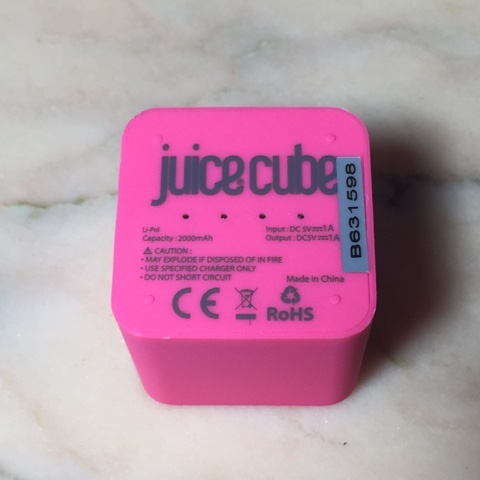 juice cube
B631598
Li-Pol
Capacity : 2000mAh
Input : DC 5V⎓1A
Output : DC5V⎓1A
⚠ CAUTION :
• MAY EXPLODE IF DISPOSED OF IN FIRE
• USE SPECIFIED CHARGER ONLY
• DO NOT SHORT CIRCUIT
Made in China
CE
RoHS